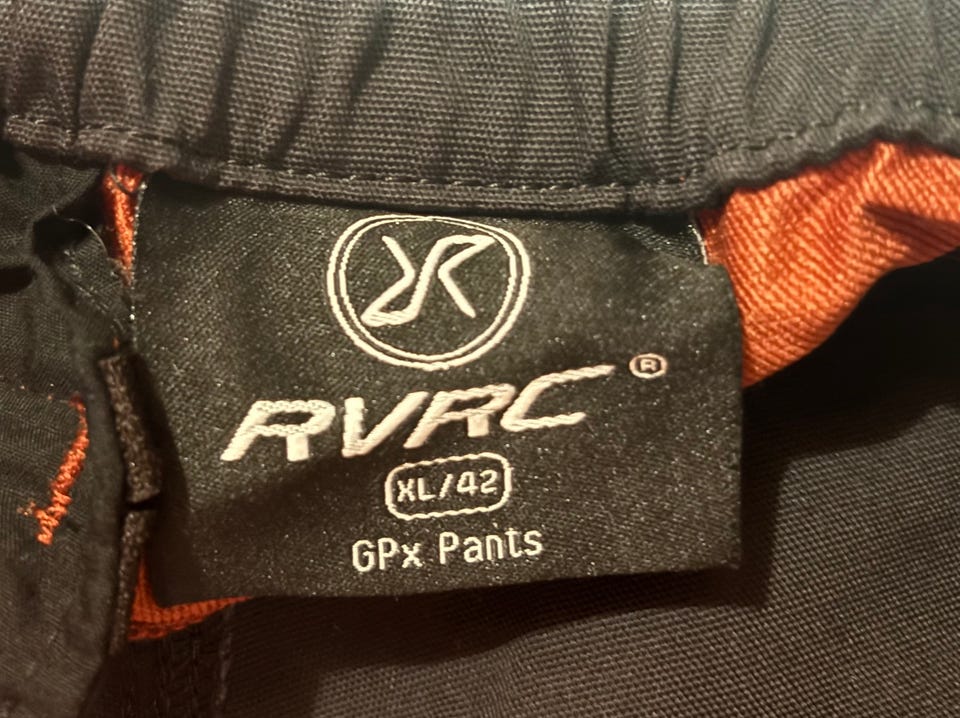 RVRC®
XL/42
GPx Pants